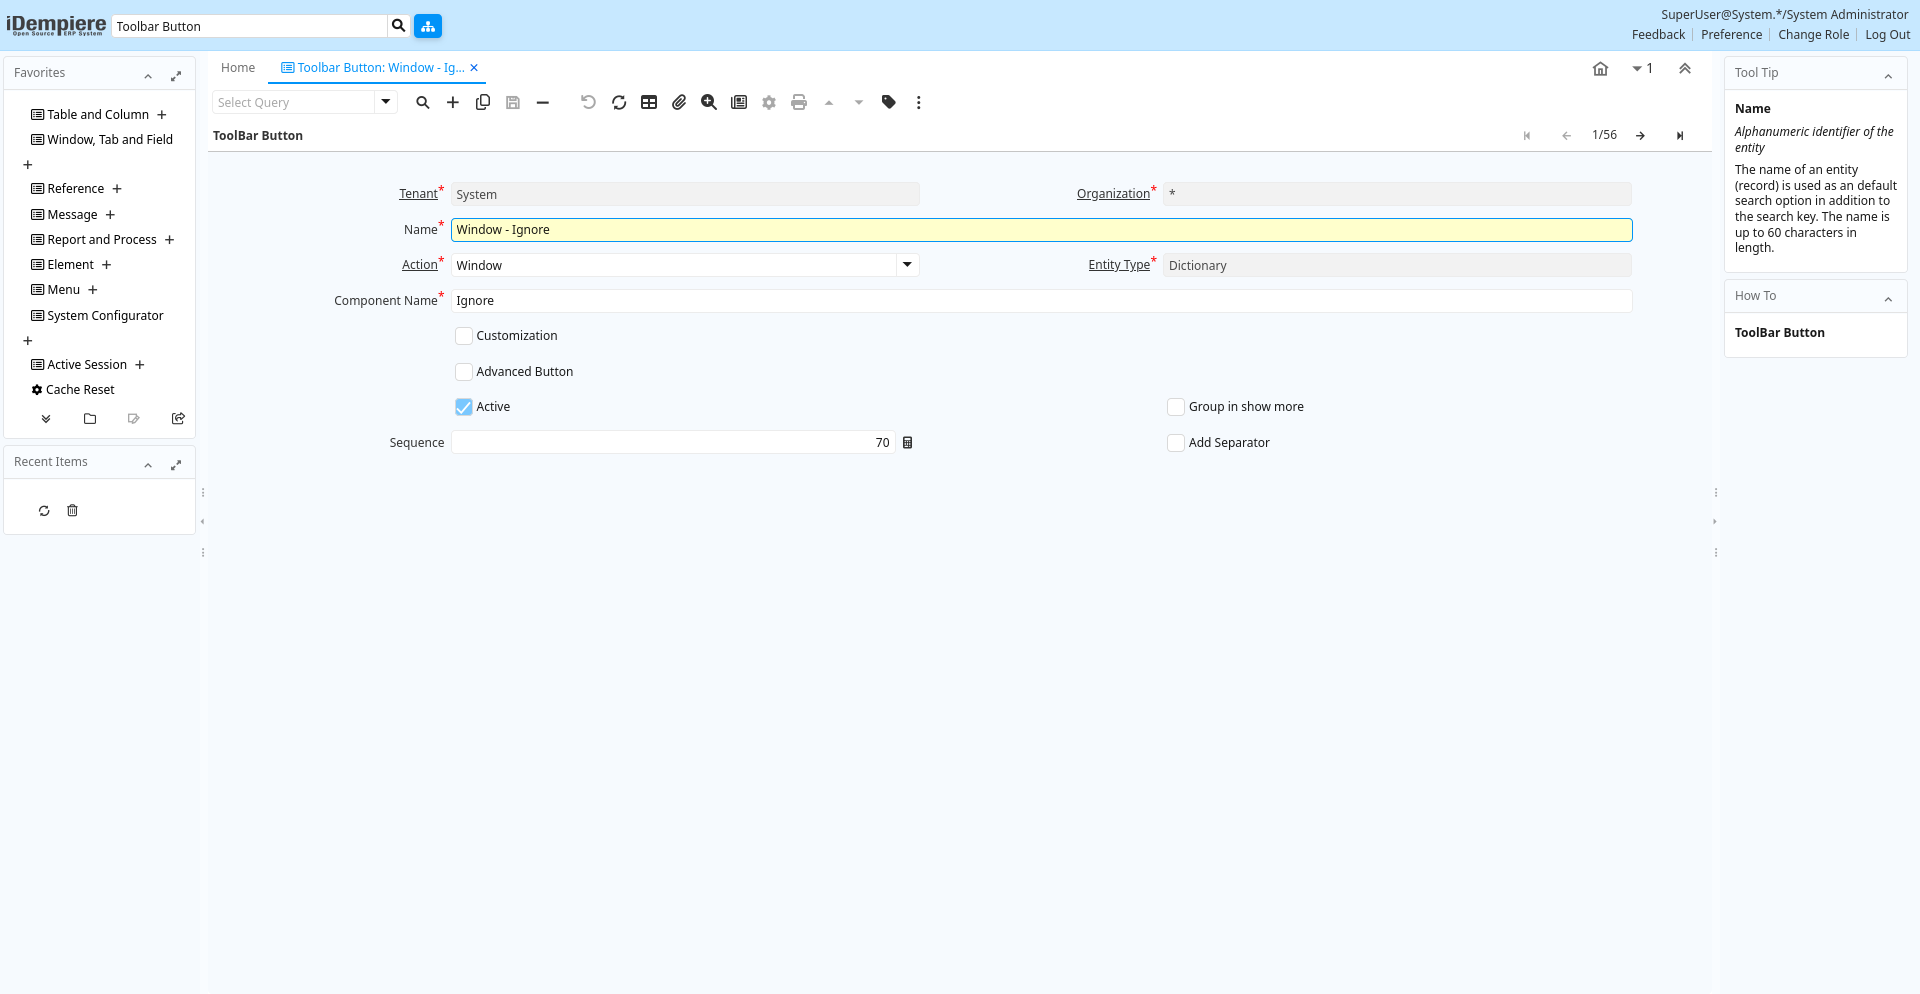 iDempiere
Open Source ERP System
Toolbar Button
SuperUser@System.*/System Administrator
Feedback
Preference
Change Role
Log Out
Favorites
Table and Column
Window, Tab and Field
Reference
Message
Report and Process
Element
Menu
System Configurator
Active Session
Cache Reset
Recent Items
Home
Toolbar Button: Window - Ig...
1
Select Query
ToolBar Button
1/56
Tenant*
System
Organization*
*
Name*
Window - Ignore
Action*
Window
Entity Type*
Dictionary
Component Name*
Ignore
Customization
Advanced Button
Active
Group in show more
Sequence
70
Add Separator
Tool Tip
Name
Alphanumeric identifier of the
entity
The name of an entity
(record) is used as an default
search option in addition to
the search key. The name is
up to 60 characters in
length.
How To
ToolBar Button